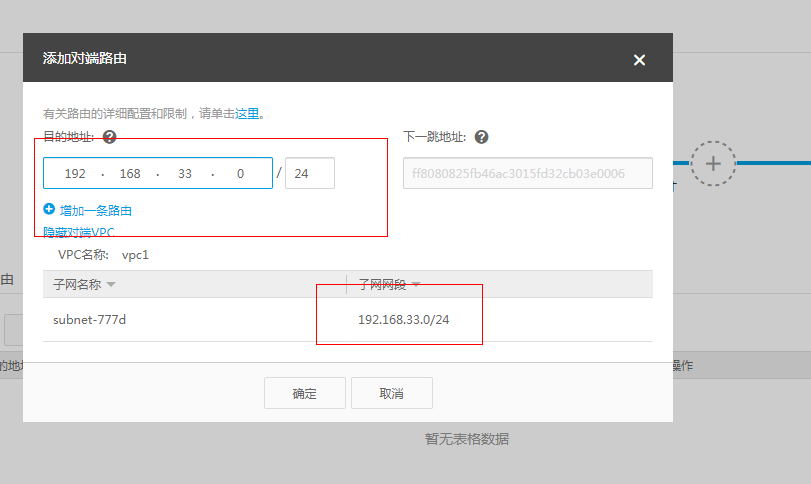 添加对端路由
有关路由的详细配置和限制，请单击这里。
目的地址:
下一跳地址:
192 . 168 . 33 . 0 / 24
ff8080825fb46ac3015fd32cb03e0006
增加一条路由
隐藏对端VPC
VPC名称: vpc1
由
子网名称
子网网段
subnet-777d
192.168.33.0/24
的地
操作
确定
取消
暂无表格数据